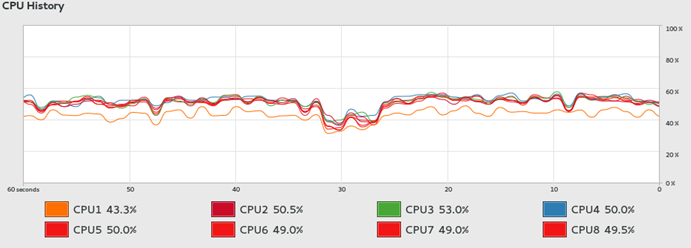 CPU History
100 %
80 %
60 %
40 %
20 %
0 %
60 seconds 50 40 30 20 10 0
CPU1 43.3% CPU2 50.5% CPU3 53.0% CPU4 50.0%
CPU5 50.0% CPU6 49.0% CPU7 49.0% CPU8 49.5%